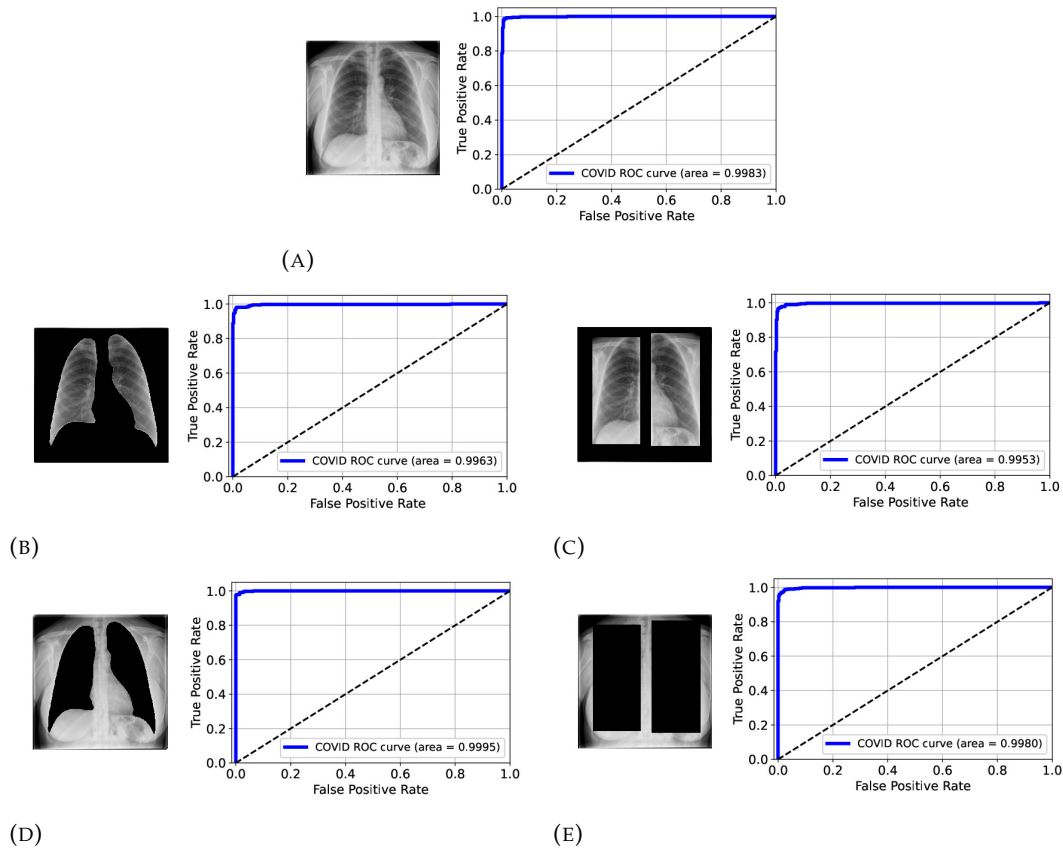 1.0
0.8
0.6
0.4
0.2
0.0
True Positive Rate
COVID ROC curve (area = 0.9983)
0.0 0.2 0.4 0.6 0.8 1.0
False Positive Rate
(A)
1.0
0.8
0.6
0.4
0.2
0.0
True Positive Rate
COVID ROC curve (area = 0.9963)
0.0 0.2 0.4 0.6 0.8 1.0
False Positive Rate
(B)
1.0
0.8
0.6
0.4
0.2
0.0
True Positive Rate
COVID ROC curve (area = 0.9953)
0.0 0.2 0.4 0.6 0.8 1.0
False Positive Rate
(C)
1.0
0.8
0.6
0.4
0.2
0.0
True Positive Rate
COVID ROC curve (area = 0.9995)
0.0 0.2 0.4 0.6 0.8 1.0
False Positive Rate
(D)
1.0
0.8
0.6
0.4
0.2
0.0
True Positive Rate
COVID ROC curve (area = 0.9980)
0.0 0.2 0.4 0.6 0.8 1.0
False Positive Rate
(E)